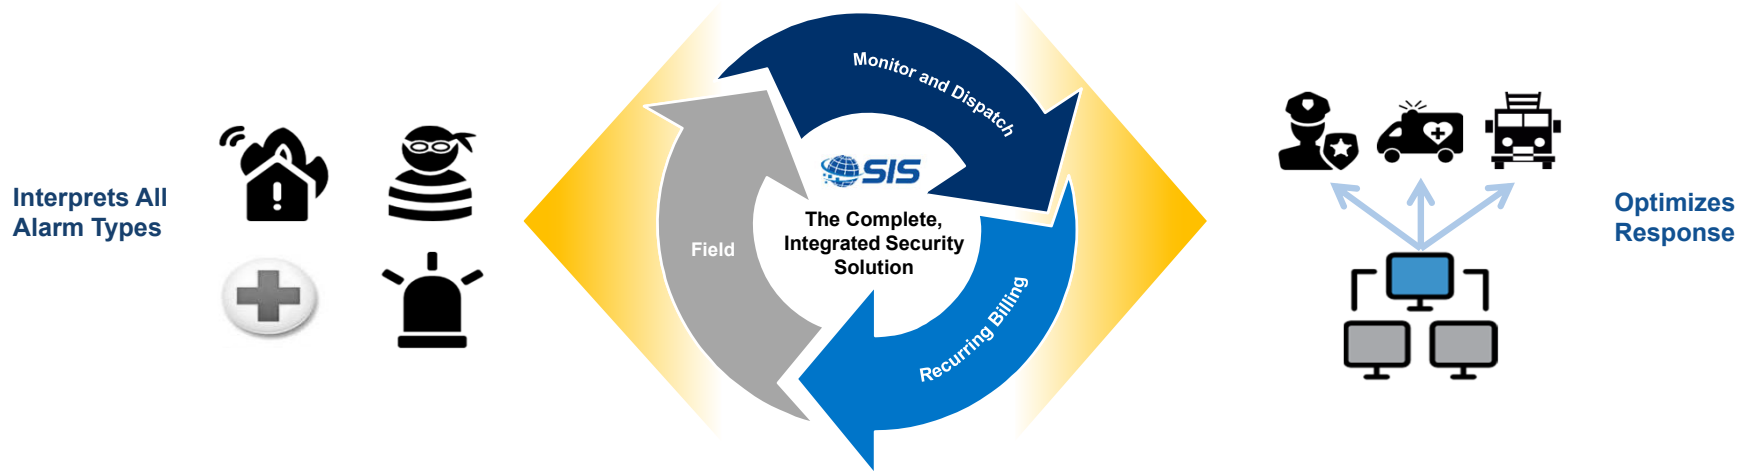 Interprets All
Alarm Types
Monitor and Dispatch
SIS
The Complete,
Integrated Security
Solution
Field
Recurring Billing
Optimizes
Response